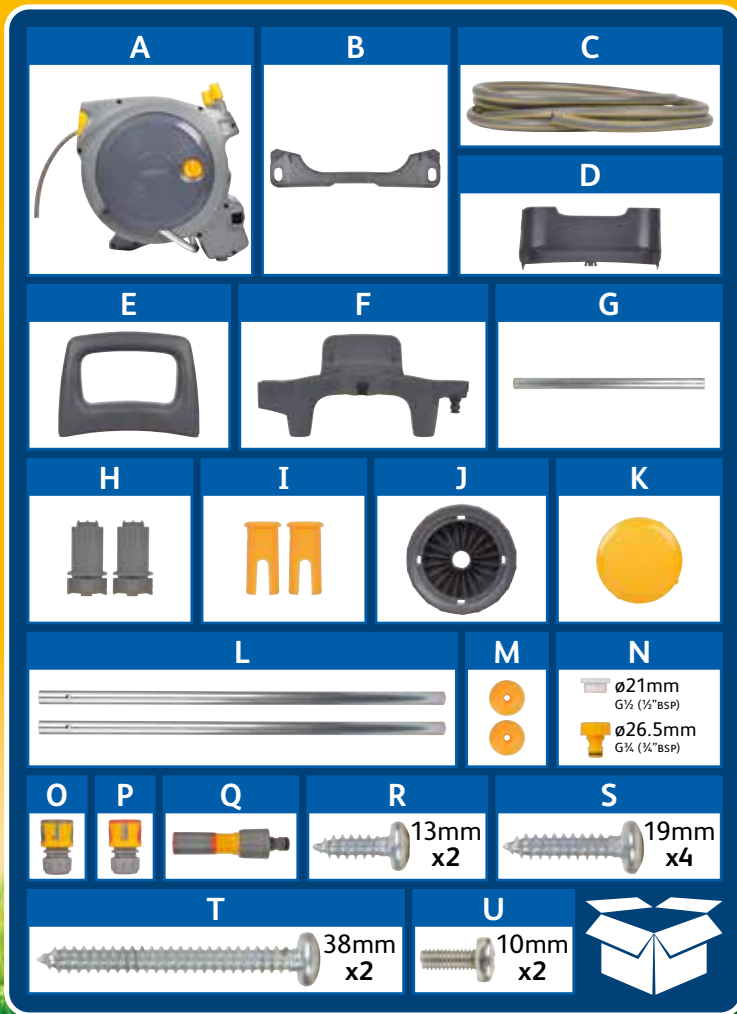 A
B
C
D
E
F
G
H
I
J
K
L
M
N
ø21mm
G½ (½"BSP)
ø26.5mm
G¾ (¾"BSP)
O
P
Q
R
13mm
x2
S
19mm
x4
T
38mm
x2
U
10mm
x2